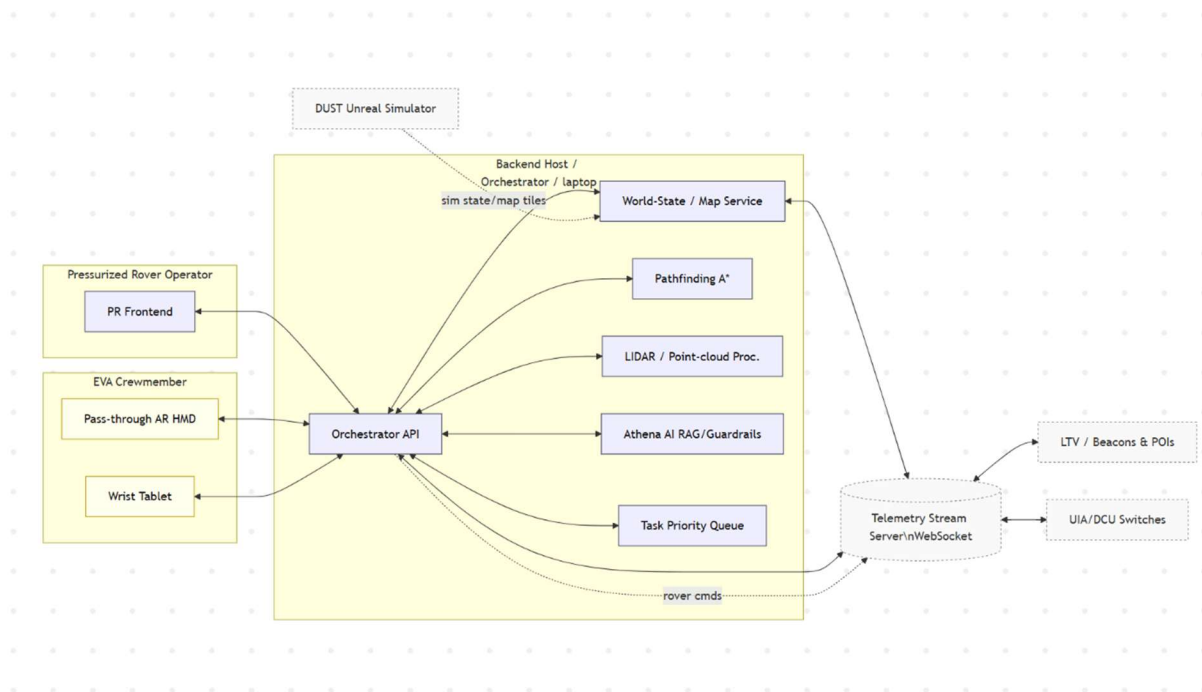 DUST Unreal Simulator
Backend Host /
Orchestrator / laptop
sim state/map tiles
World-State / Map Service
Pathfinding A*
Pressurized Rover Operator
PR Frontend
LIDAR / Point-cloud Proc.
EVA Crewmember
Pass-through AR HMD
Orchestrator API
Athena AI RAG/Guardrails
LTV / Beacons & POIs
Wrist Tablet
Task Priority Queue
Telemetry Stream
Server\nWebSocket
UIA/DCU Switches
rover cmds